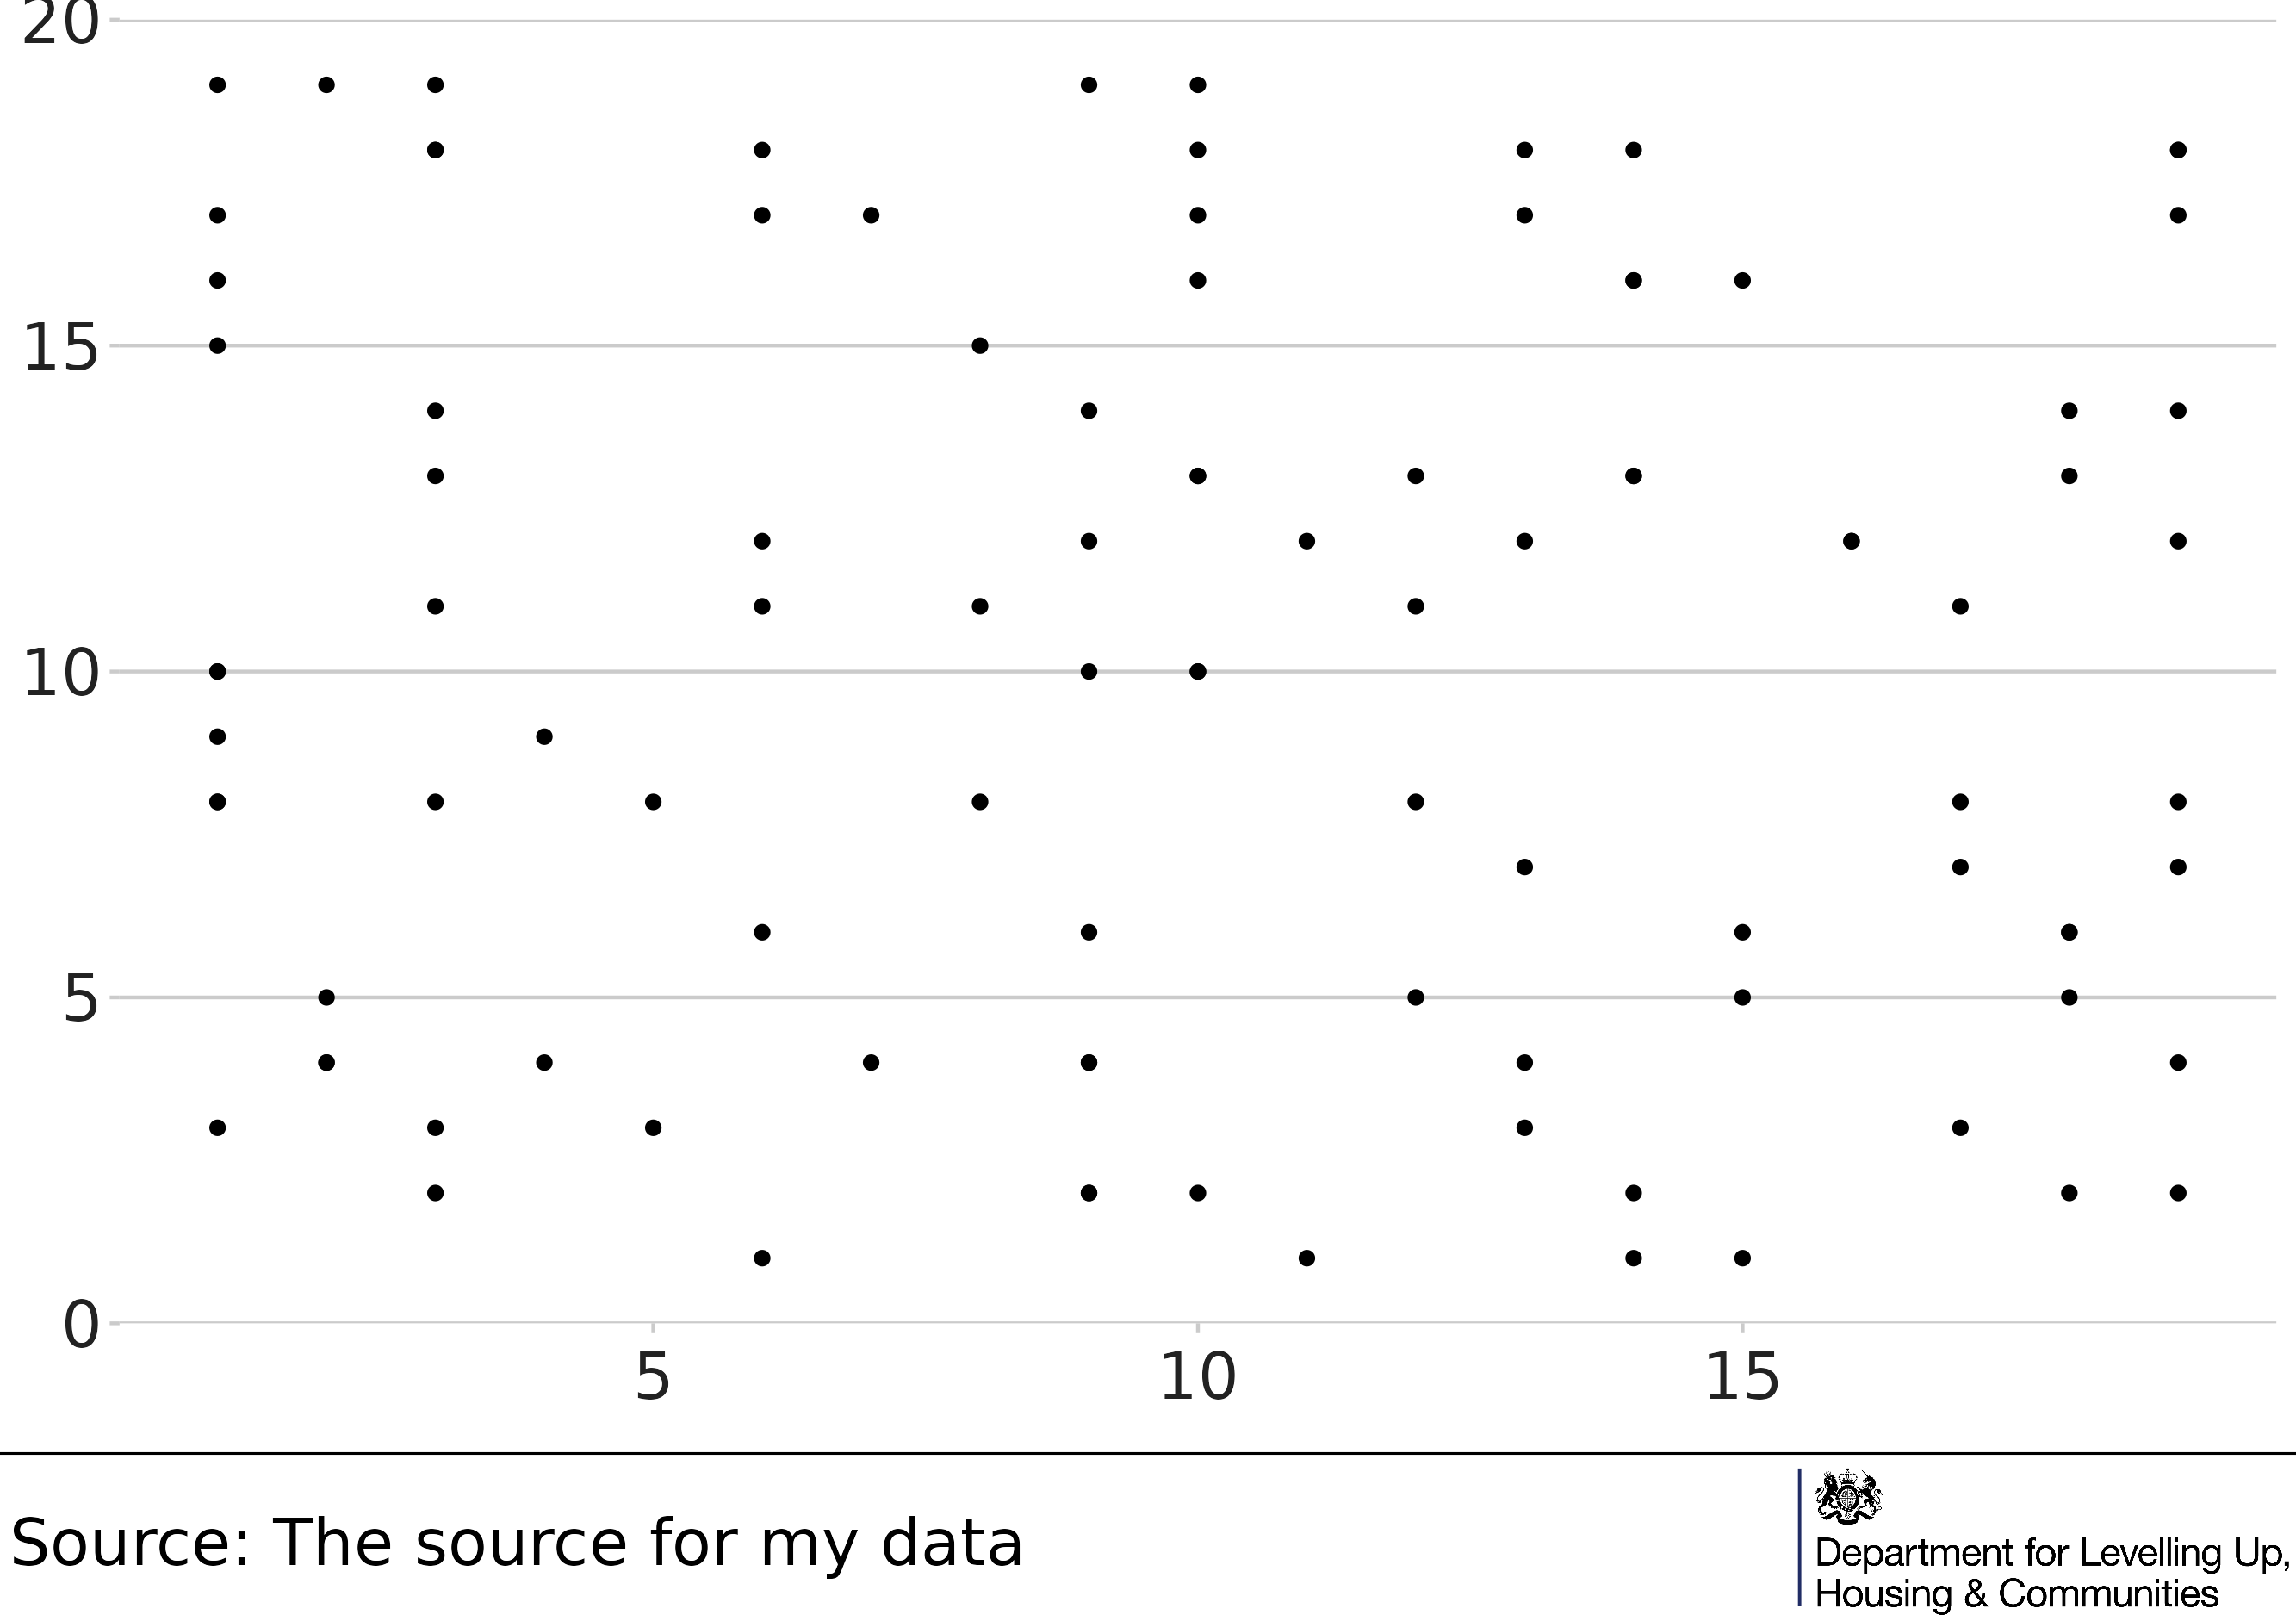 20
15
10
5
0
5 10 15
Source: The source for my data
Department for Levelling Up,
Housing & Communities